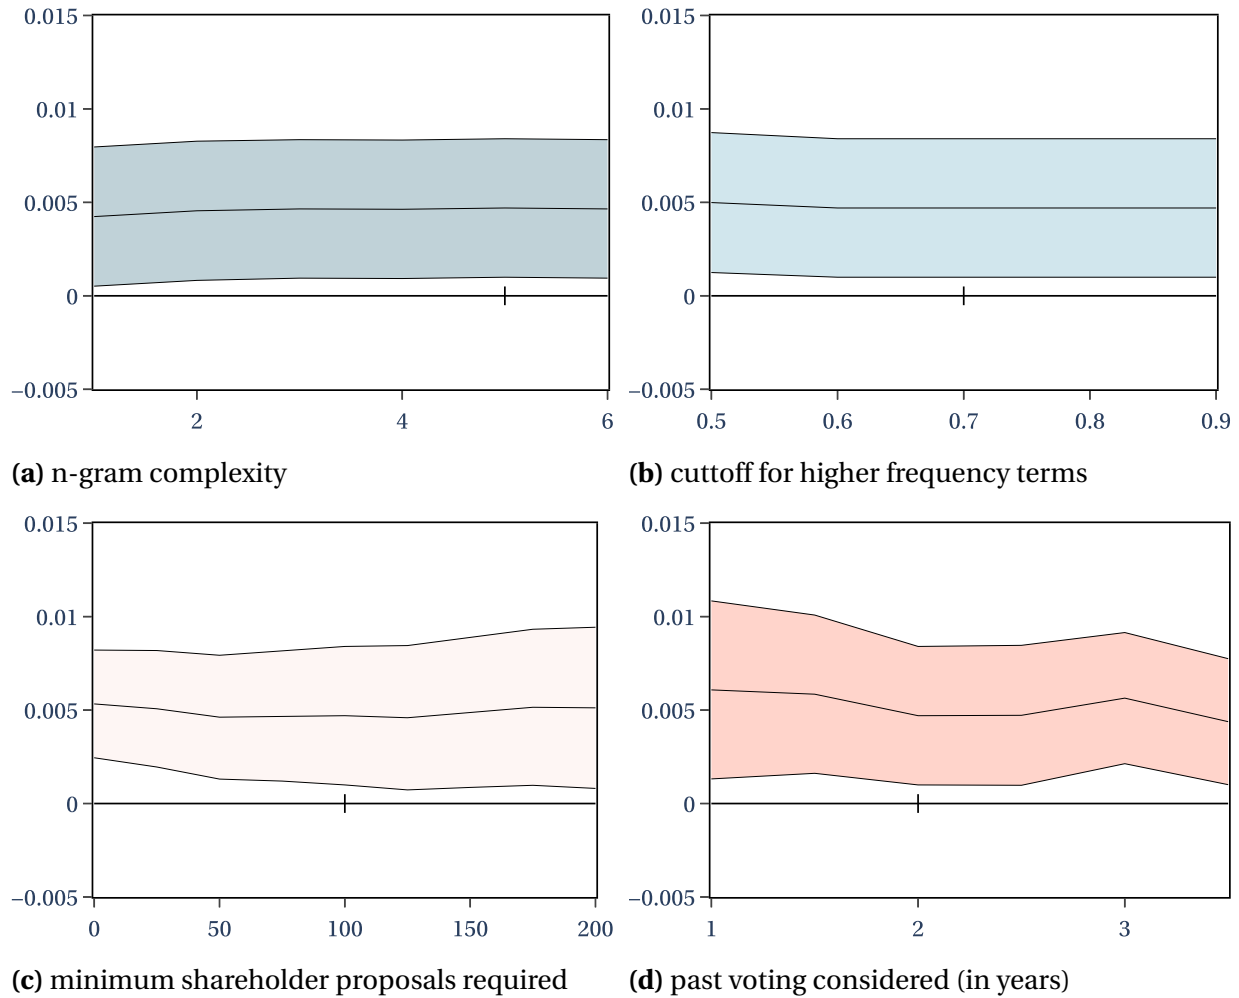 0.015
0.01
0.005
0
–0.005
2 4 6
(a) n-gram complexity
0.015
0.01
0.005
0
–0.005
0.5 0.6 0.7 0.8 0.9
(b) cuttoff for higher frequency terms
0.015
0.01
0.005
0
–0.005
0 50 100 150 200
(c) minimum shareholder proposals required
0.015
0.01
0.005
0
–0.005
1 2 3
(d) past voting considered (in years)